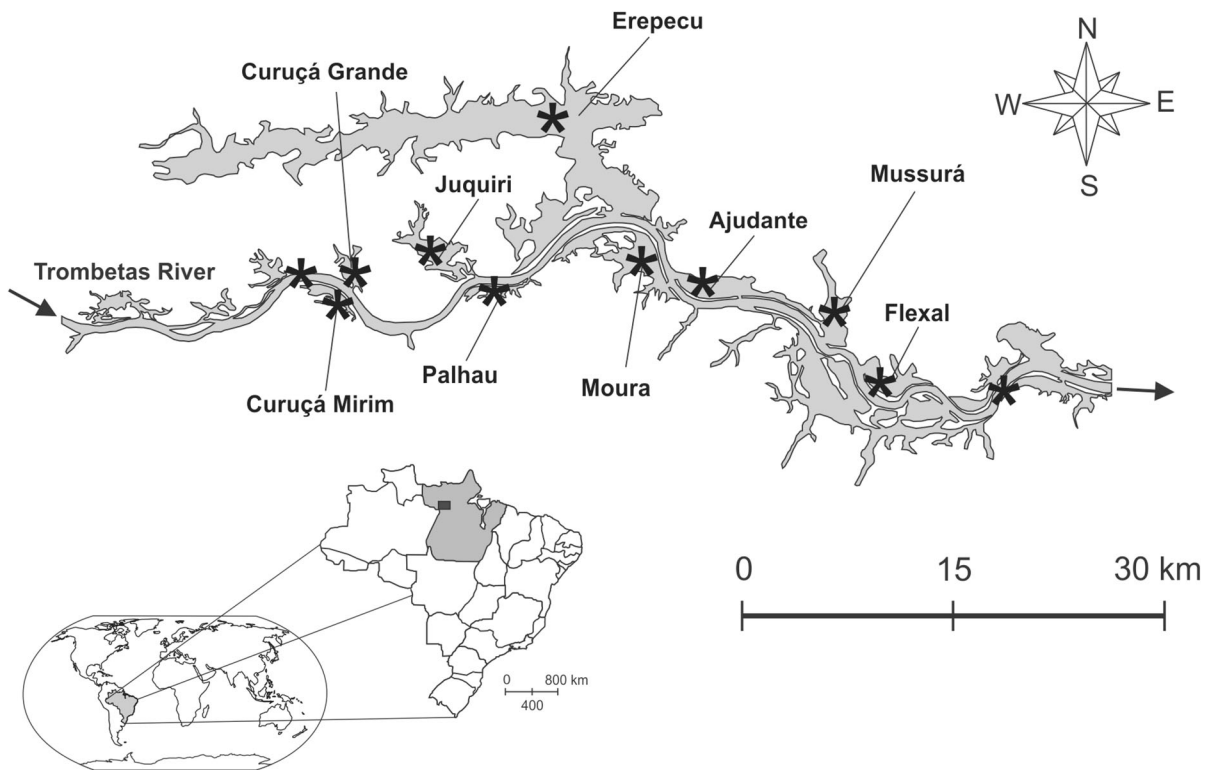 Erepecu
N
Curuçá Grande
W
E
Juquiri
Mussurá
S
Ajudante
Trombetas River
Flexal
Palhau
Moura
Curuçá Mirim
0 15 30 km
0 800 km
400